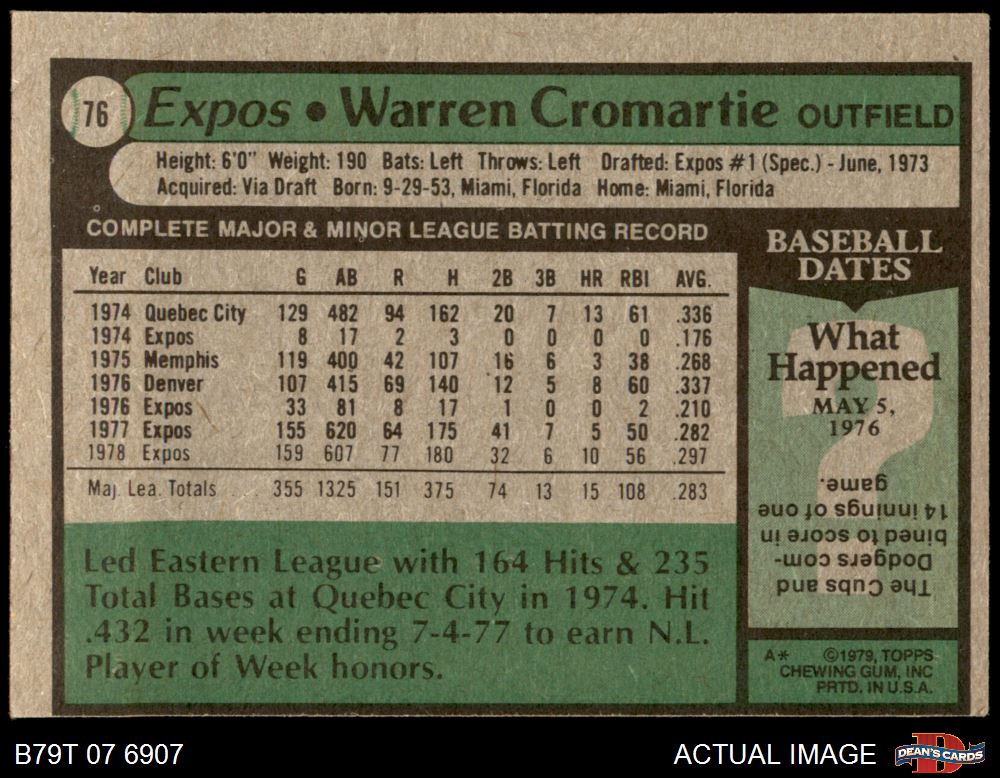 76
Expos • Warren Cromartie OUTFIELD
Height: 6'0" Weight: 190 Bats: Left Throws: Left Drafted: Expos #1 (Spec.) - June, 1973
Acquired: Via Draft Born: 9-29-53, Miami, Florida Home: Miami, Florida
COMPLETE MAJOR & MINOR LEAGUE BATTING RECORD
Year Club G AB R H 2B 3B HR RBI AVG.
1974 Quebec City 129 482 94 162 20 7 13 61 .336
1974 Expos 8 17 2 3 0 0 0 0 .176
1975 Memphis 119 400 42 107 16 6 3 38 .268
1976 Denver 107 415 69 140 12 5 8 60 .337
1976 Expos 33 81 8 17 1 0 0 2 .210
1977 Expos 155 620 64 175 41 7 5 50 .282
1978 Expos 159 607 77 180 32 6 10 56 .297
Maj. Lea. Totals 355 1325 151 375 74 13 15 108 .283
Led Eastern League with 164 Hits & 235
Total Bases at Quebec City in 1974. Hit
.432 in week ending 7-4-77 to earn N.L.
Player of Week honors.
BASEBALL
DATES
What
Happened
MAY 5,
1976
?
The Cubs and
Dodgers com-
bined to score in
14 innings of one
game.
A* ©1979, TOPPS
CHEWING GUM, INC
PRTD. IN U.S.A.
B79T 07 6907
ACTUAL IMAGE
D
DEAN'S CARDS